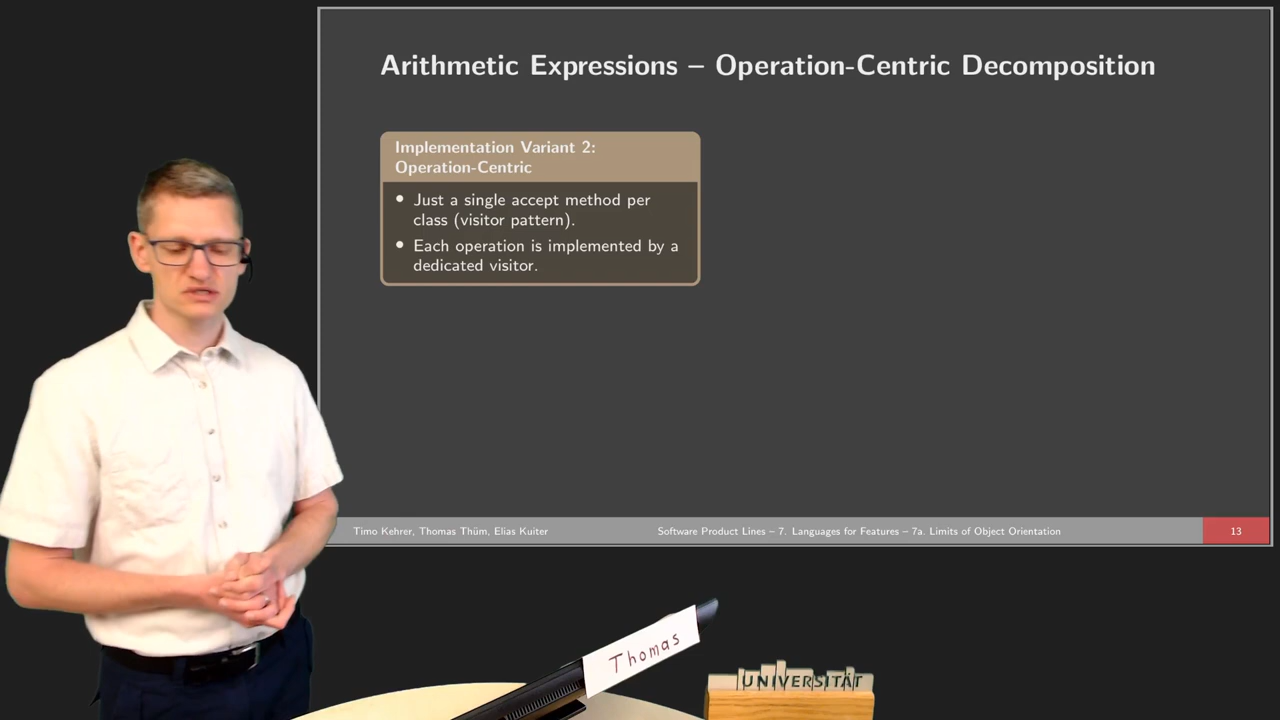 Arithmetic Expressions – Operation-Centric Decomposition
Implementation Variant 2:
Operation-Centric
• Just a single accept method per
class (visitor pattern).
• Each operation is implemented by a
dedicated visitor.
Timo Kehrer, Thomas Thüm, Elias Kuiter
Software Product Lines – 7. Languages for Features – 7a. Limits of Object Orientation
13
Thomas
UNIVERSITÄT